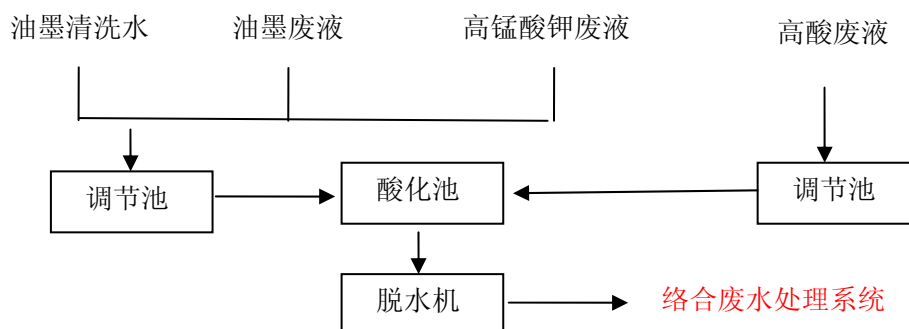 油墨清洗水
油墨废液
高锰酸钾废液
高酸废液
调节池
酸化池
调节池
脱水机
络合废水处理系统